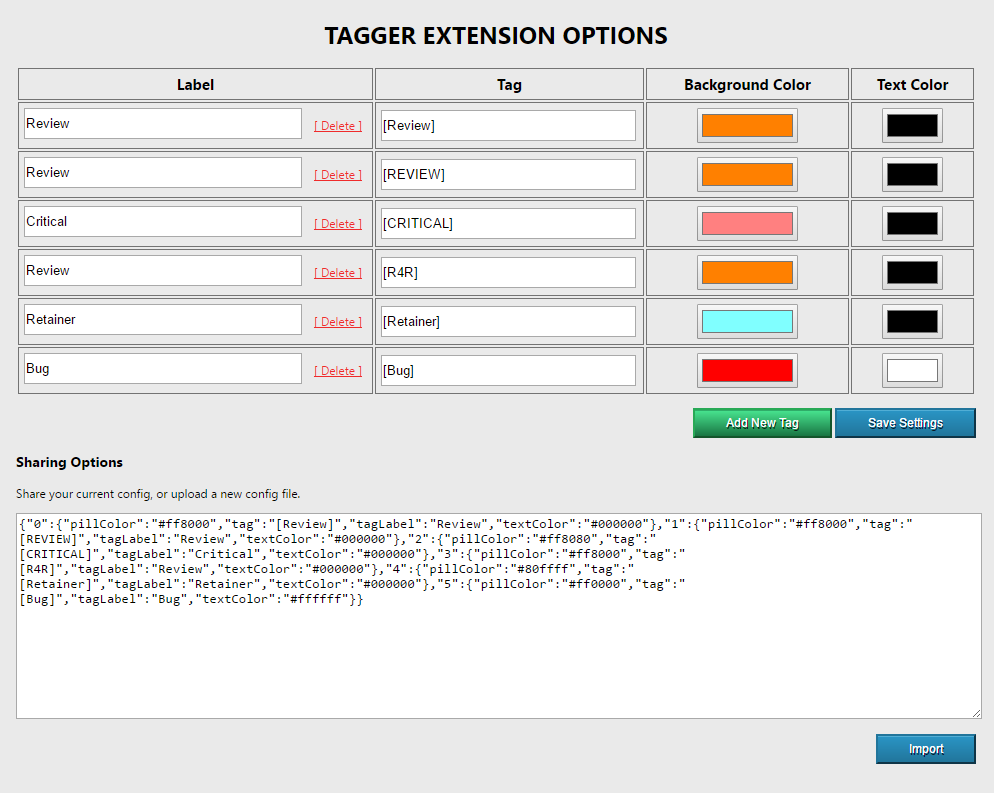 TAGGER EXTENSION OPTIONS
Label Tag Background Color Text Color
Review [ Delete ] [Review]
Review [ Delete ] [REVIEW]
Critical [ Delete ] [CRITICAL]
Review [ Delete ] [R4R]
Retainer [ Delete ] [Retainer]
Bug [ Delete ] [Bug]
Add New Tag Save Settings
Sharing Options
Share your current config, or upload a new config file.
{"0":{"pillColor":"#ff8000","tag":"[Review]","tagLabel":"Review","textColor":"#000000"},"1":{"pillColor":"#ff8000","tag":"
[REVIEW]","tagLabel":"Review","textColor":"#000000"},"2":{"pillColor":"#ff8080","tag":"
[CRITICAL]","tagLabel":"Critical","textColor":"#000000"},"3":{"pillColor":"#ff8000","tag":"
[R4R]","tagLabel":"Review","textColor":"#000000"},"4":{"pillColor":"#80ffff","tag":"
[Retainer]","tagLabel":"Retainer","textColor":"#000000"},"5":{"pillColor":"#ff0000","tag":"
[Bug]","tagLabel":"Bug","textColor":"#ffffff"}}
Import